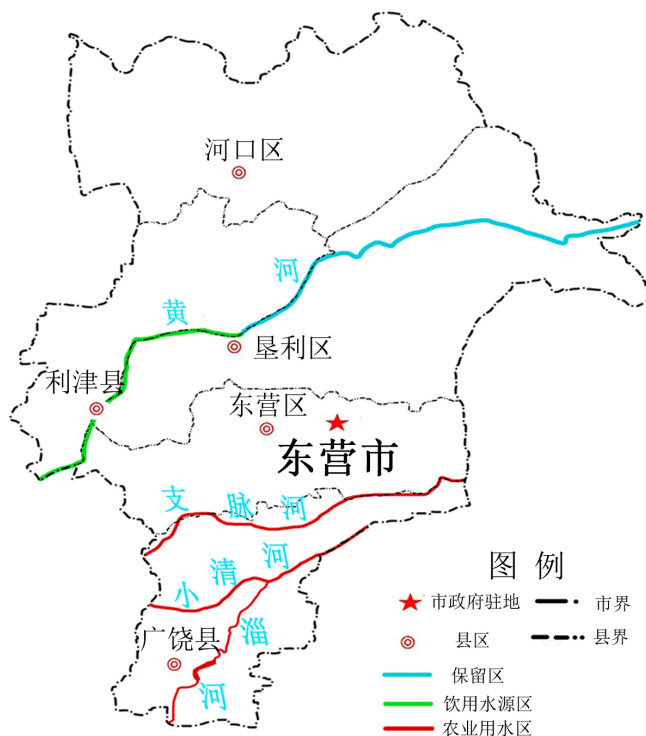 河口区
黄河
垦利区
利津县
东营区
东营市
支脉河
小清河
广饶县
淄河
图例
市政府驻地
市界
县区
县界
保留区
饮用水源区
农业用水区